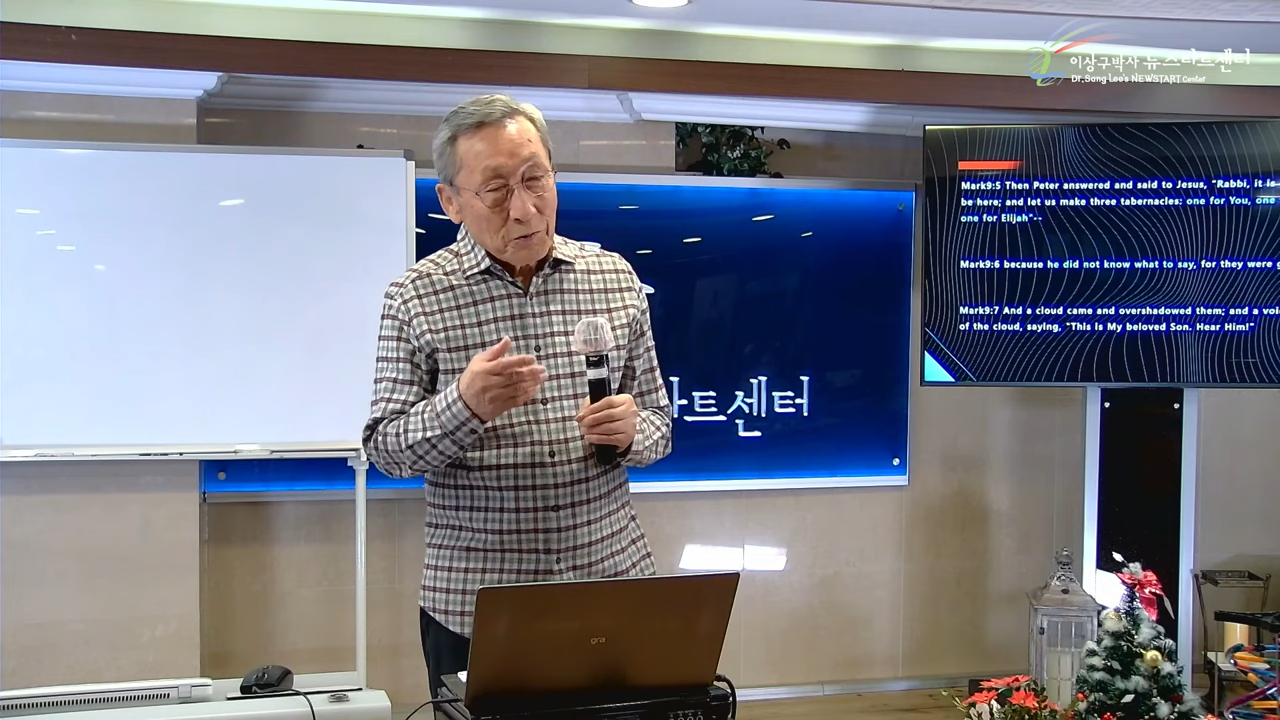 이상구박사 뉴스타트센터
Dr. Sang Lee's NEWSTART Center
Mark9:5 Then Peter answered and said to Jesus, "Rabbi, it is
be here; and let us make three tabernacles: one for You, one
one for Elijah"--
Mark9:6 because he did not know what to say, for they were g
Mark9:7 And a cloud came and overshadowed them; and a voi
of the cloud, saying, "This is My beloved Son. Hear Him!"
타트센터
gra